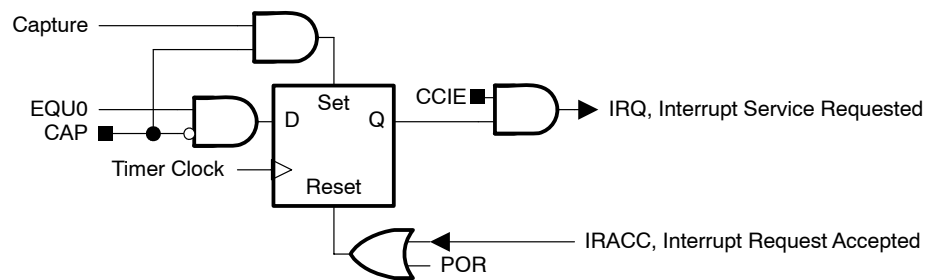 Capture
EQU0
CAP
Timer Clock
Set
D
Q
Reset
CCIE
IRQ, Interrupt Service Requested
IRACC, Interrupt Request Accepted
POR